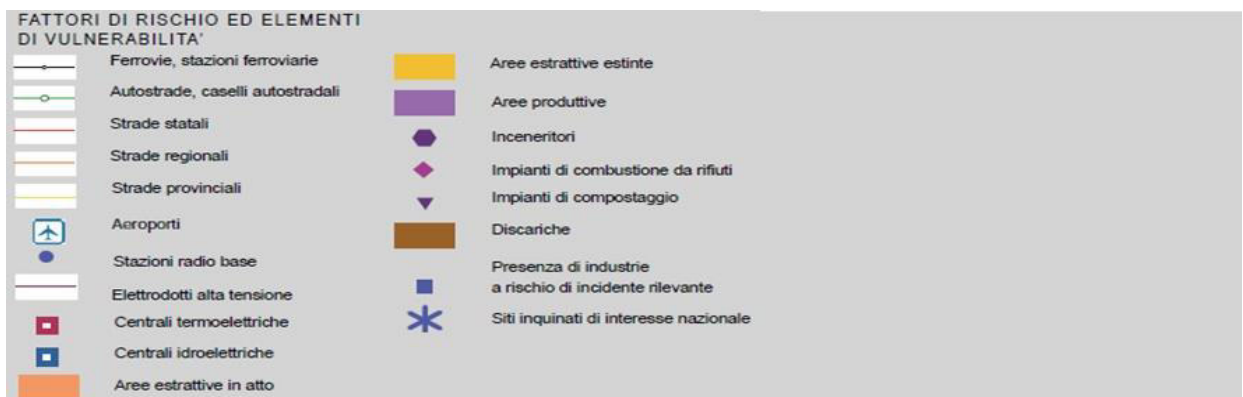 FATTORI DI RISCHIO ED ELEMENTI
DI VULNERABILITA'
Ferrovie, stazioni ferroviarie
Autostrade, caselli autostradali
Strade statali
Strade regionali
Strade provinciali
Aeroporti
Stazioni radio base
Elettrodotti alta tensione
Centrali termoelettriche
Centrali idroelettriche
Aree estrattive in atto
Aree estrattive estinte
Aree produttive
Inceneritori
Impianti di combustione da rifiuti
Impianti di compostaggio
Discariche
Presenza di industrie
a rischio di incidente rilevante
Siti inquinati di interesse nazionale